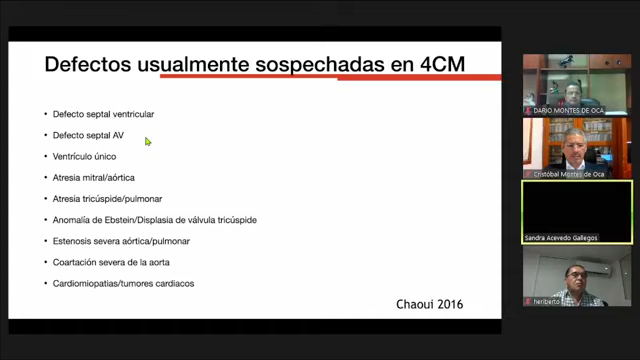 Defectos usualmente sospechadas en 4CM
• Defecto septal ventricular
• Defecto septal AV
• Ventrículo único
• Atresia mitral/aórtica
• Atresia tricúspide/pulmonar
• Anomalía de Ebstein/Displasia de válvula tricúspide
• Estenosis severa aórtica/pulmonar
• Coartación severa de la aorta
• Cardiomiopatias/tumores cardiacos
Chaoui 2016
DARIO MONTES DE OCA
Cristóbal Montes de Oca
Sandra Acevedo Gallegos
heriberto